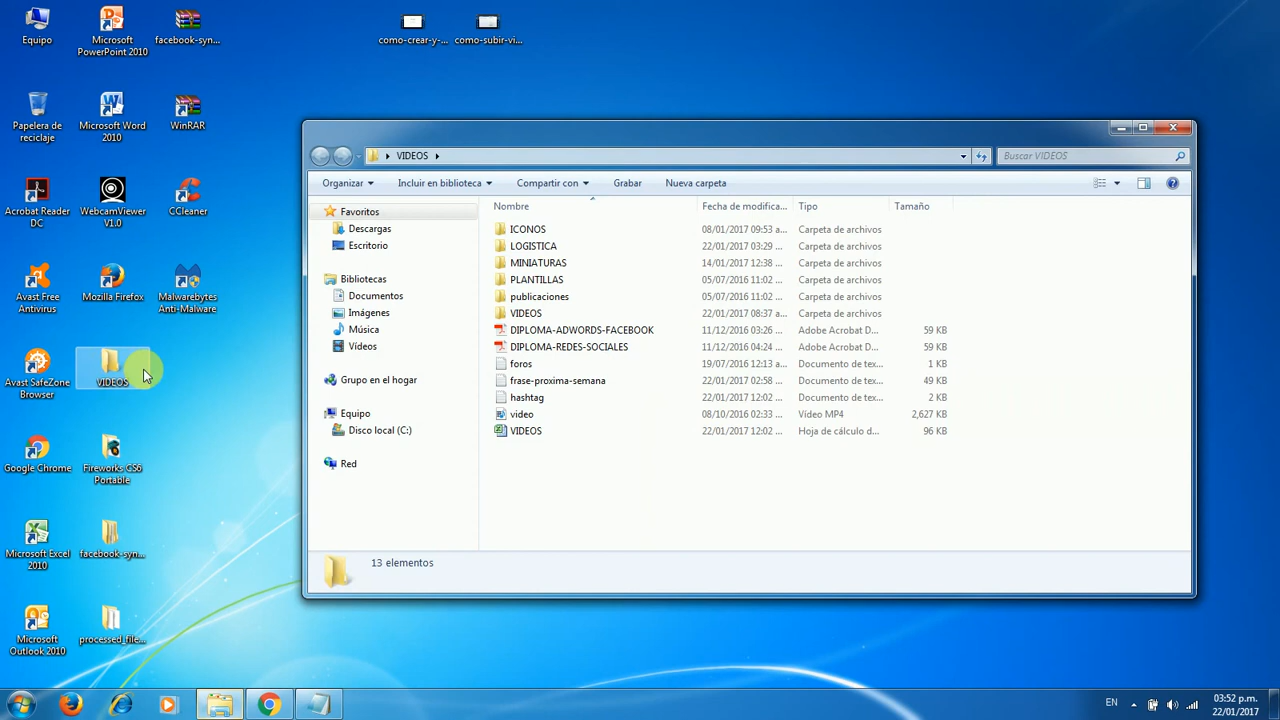 Equipo
Microsoft
PowerPoint 2010
facebook-syn...
como-crear-y-...
como-subir-vi...
Papelera de
reciclaje
Microsoft Word
2010
WinRAR
Acrobat Reader
DC
WebcamViewer
V1.0
CCleaner
Avast Free
Antivirus
Mozilla Firefox
Malwarebytes
Anti-Malware
Avast SafeZone
Browser
VIDEOS
Google Chrome
Fireworks CS6
Portable
Microsoft Excel
2010
facebook-syn...
Microsoft
Outlook 2010
processed_file...
VIDEOS
Buscar VIDEOS
Organizar
Incluir en biblioteca
Compartir con
Grabar
Nueva carpeta
Favoritos
Descargas
Escritorio
Bibliotecas
Documentos
Imágenes
Música
Vídeos
Grupo en el hogar
Equipo
Disco local (C:)
Red
Nombre Fecha de modifica... Tipo Tamaño
ICONOS 08/01/2017 09:53 a... Carpeta de archivos
LOGISTICA 22/01/2017 03:29 ... Carpeta de archivos
MINIATURAS 14/01/2017 12:38 ... Carpeta de archivos
PLANTILLAS 05/07/2016 11:02 ... Carpeta de archivos
publicaciones 05/07/2016 11:02 ... Carpeta de archivos
VIDEOS 22/01/2017 08:37 a... Carpeta de archivos
DIPLOMA-ADWORDS-FACEBOOK 11/12/2016 03:26 ... Adobe Acrobat D... 59 KB
DIPLOMA-REDES-SOCIALES 11/12/2016 04:24 ... Adobe Acrobat D... 59 KB
foros 19/07/2016 12:13 a... Documento de tex... 1 KB
frase-proxima-semana 22/01/2017 02:58 ... Documento de tex... 49 KB
hashtag 22/01/2017 12:02 ... Documento de tex... 2 KB
video 08/10/2016 02:33 ... Vídeo MP4 2,627 KB
VIDEOS 22/01/2017 12:02 ... Hoja de cálculo d... 96 KB
13 elementos
EN
03:52 p.m.
22/01/2017